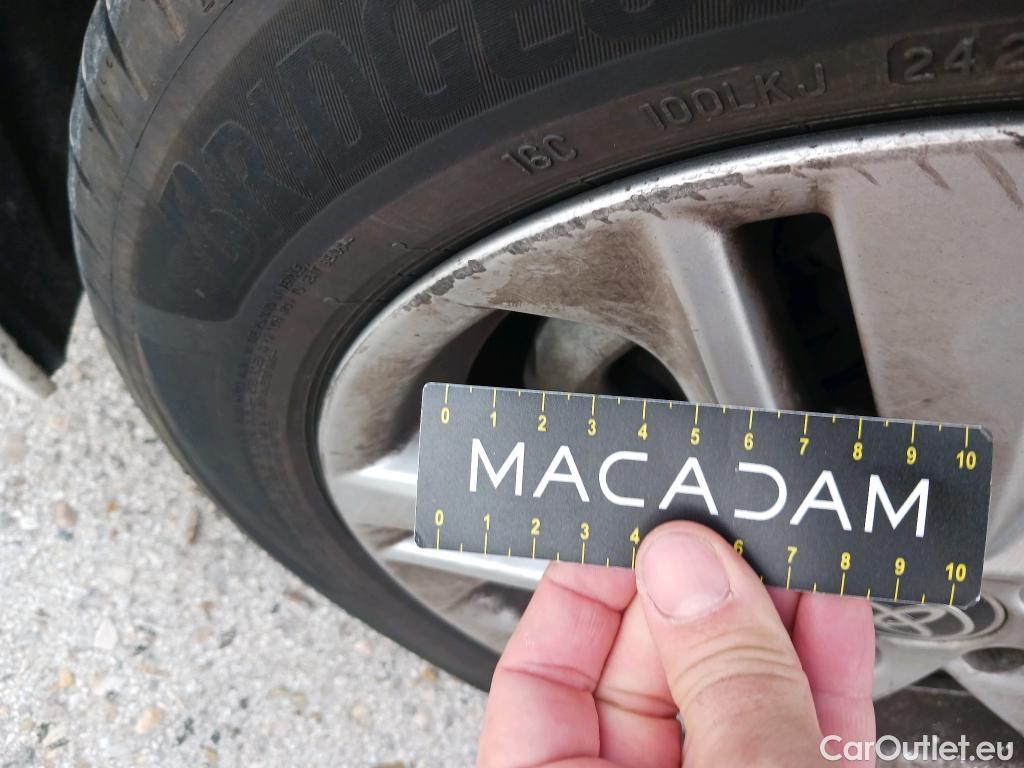 BRIDGES
16C
100LKJ
242
0 1 2 3 4 5 6 7 8 9 10
MACADAM
0 1 2 3 4 6 7 8 9 10
CarOutlet.eu